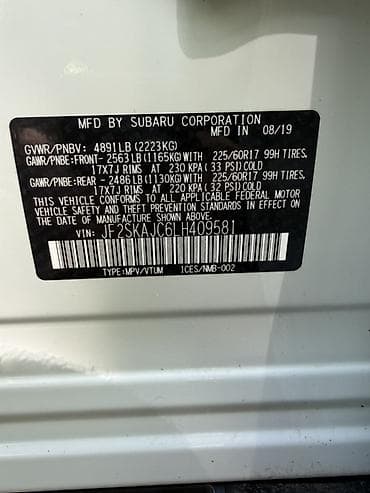 MFD BY SUBARU CORPORATION
MFD IN 08/19
GVWR/PNBV: 4891LB(2223KG)
GAWR/PNBE:FRONT- 2563LB(1165KG)WITH 225/60R17 99H TIRES,
17X7J RIMS AT 230 KPA(33 PSI)COLD
GAWR/PNBE:REAR -2486LB(1130KG)WITH 225/60R17 99H TIRES,
17X7J RIMS AT 220 KPA(32 PSI)COLD
THIS VEHICLE CONFORMS TO ALL APPLICABLE FEDERAL MOTOR
VEHICLE SAFETY AND BUMPER STANDARDS IN EFFECT ON THE
DATE OF MANUFACTURE SHOWN ABOVE.
VIN: JF2SKAJC6LH409581
TYPE:MPV/VTUM 1CES/NMB-002